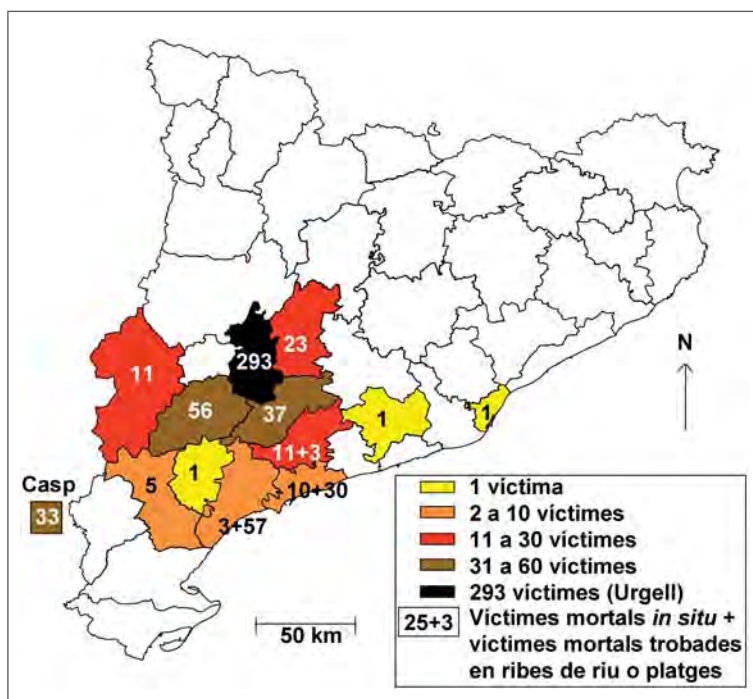 N
23
293
11
56
37
1
1
11+3
1
5
10+30
Casp
33
3+57
50 km
1 víctima
2 a 10 víctimes
11 a 30 víctimes
31 a 60 víctimes
293 víctimes (Urgell)
25+3
Víctimes mortals in situ +
víctimes mortals trobades
en ribes de riu o platges